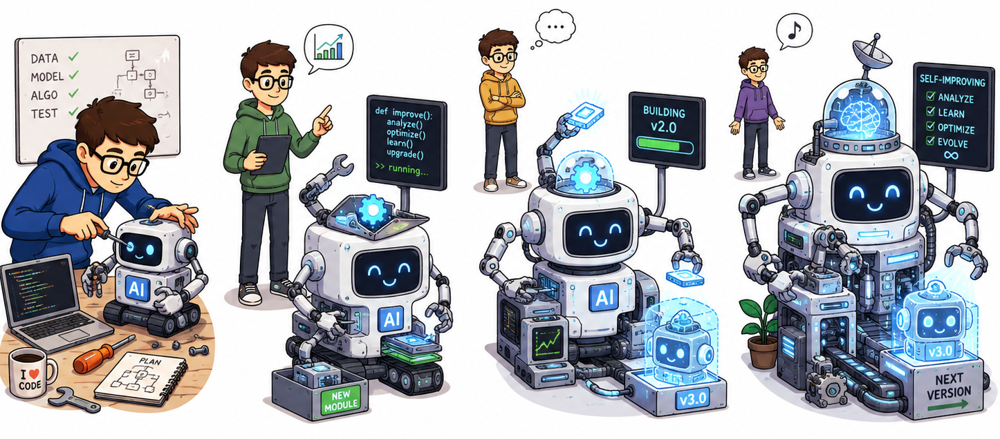 DATA ✓
MODEL ✓
ALGO ✓
TEST ✓
AI
I ❤ CODE
PLAN
def improve():
analyze()
optimize()
learn()
upgrade()
>> running...
AI
NEW
MODULE
BUILDING
v2.0
AI
v3.0
SELF-IMPROVING
☑ ANALYZE
☑ LEARN
☑ OPTIMIZE
☑ EVOLVE
∞
v3.0
NEXT
VERSION